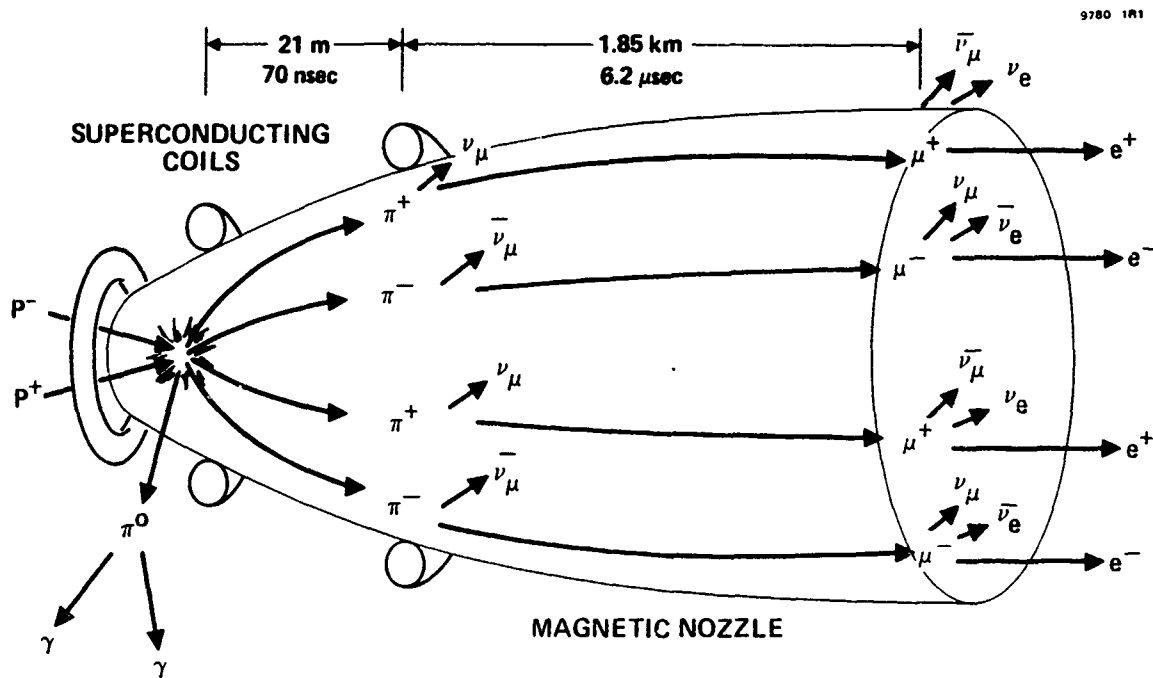 9780 1R1
21 m
70 nsec
1.85 km
6.2 μsec
SUPERCONDUCTING
COILS
ν̅μ
νe
νμ
π+
μ+
e+
νμ
ν̅e
ν̅μ
π−
μ−
e−
P−
P+
νμ
π+
ν̅μ
νe
μ+
e+
ν̅μ
π−
νμ
ν̅e
μ−
e−
πo
γ
γ
MAGNETIC NOZZLE